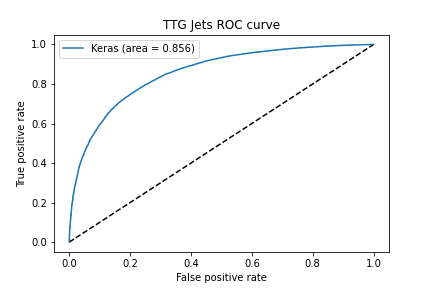 TTG Jets ROC curve
Keras (area = 0.856)
True positive rate
1.0
0.8
0.6
0.4
0.2
0.0
0.0 0.2 0.4 0.6 0.8 1.0
False positive rate